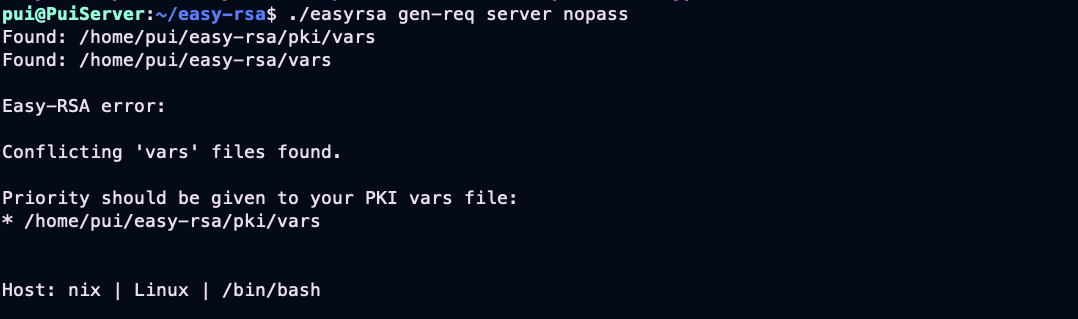 pui@PuiServer:~/easy-rsa$ ./easyrsa gen-req server nopass
Found: /home/pui/easy-rsa/pki/vars
Found: /home/pui/easy-rsa/vars
Easy-RSA error:
Conflicting 'vars' files found.
Priority should be given to your PKI vars file:
* /home/pui/easy-rsa/pki/vars
Host: nix | Linux | /bin/bash